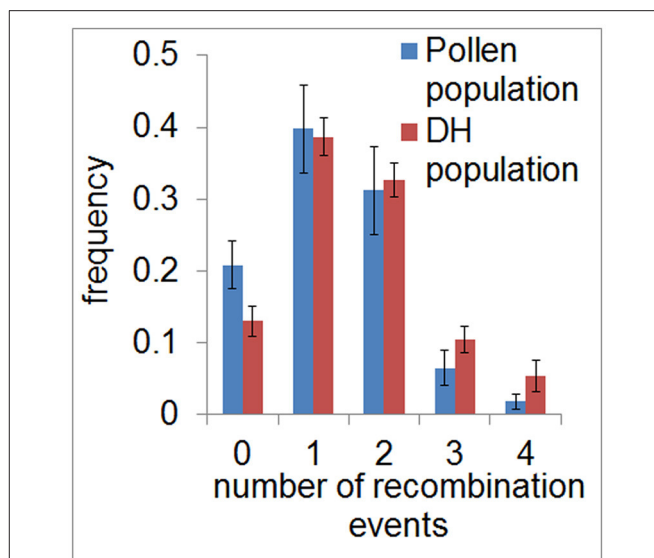 0.5
0.4
0.3
0.2
0.1
0
frequency
Pollen
population
DH
population
0 1 2 3 4
number of recombination
events